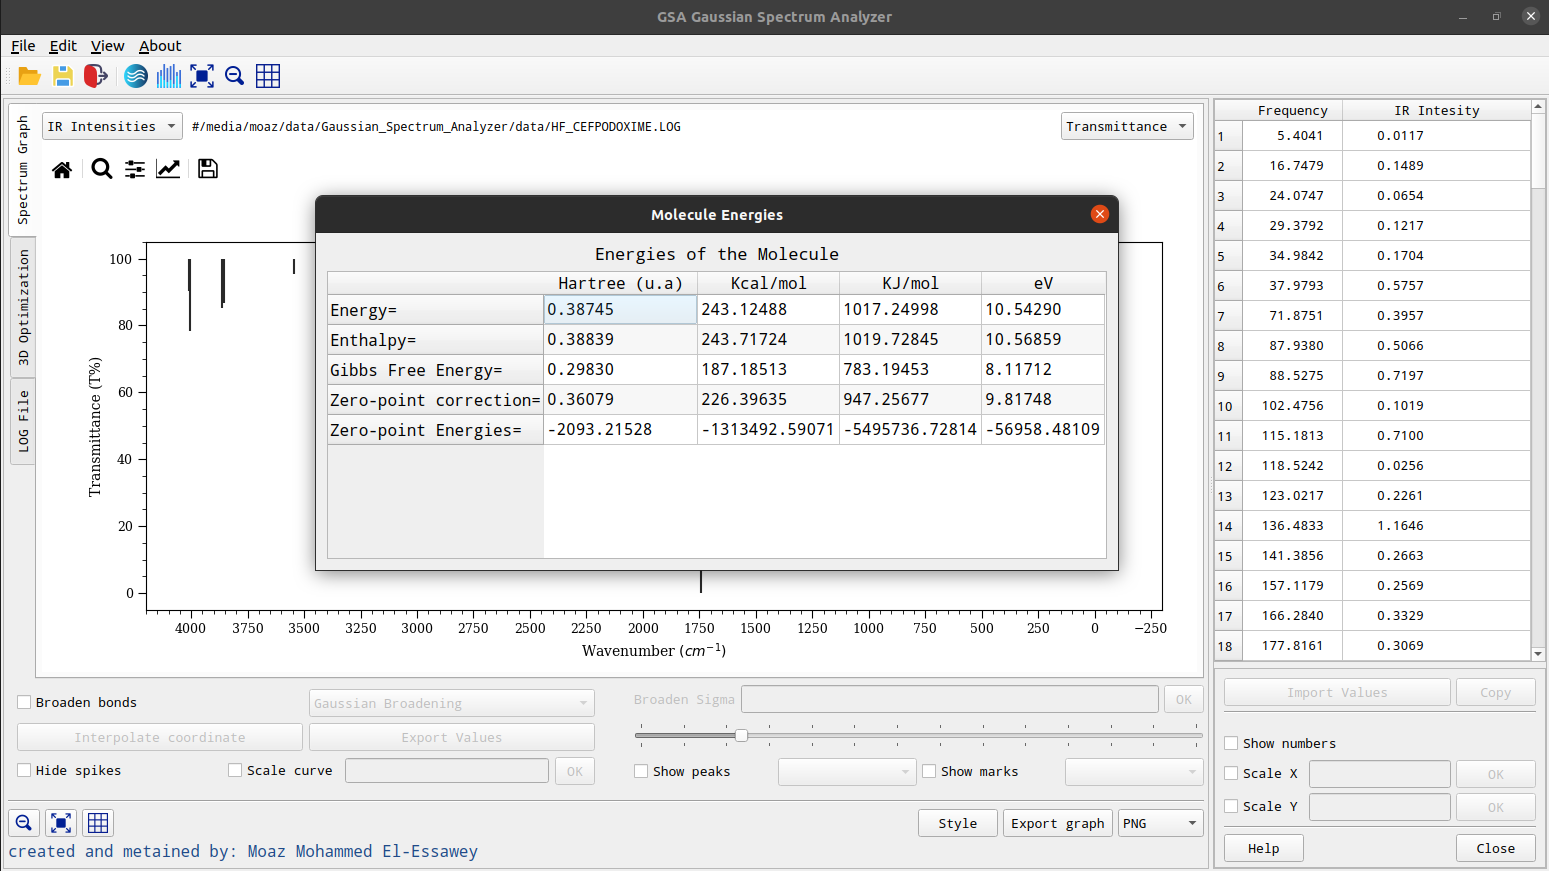 GSA Gaussian Spectrum Analyzer
File Edit View About
IR Intensities #/media/moaz/data/Gaussian_Spectrum_Analyzer/data/HF_CEFPODOXIME.LOG Transmittance
Spectrum Graph
3D Optimization
LOG File
Molecule Energies
Energies of the Molecule
Hartree (u.a) Kcal/mol KJ/mol eV
Energy= 0.38745 243.12488 1017.24998 10.54290
Enthalpy= 0.38839 243.71724 1019.72845 10.56859
Gibbs Free Energy= 0.29830 187.18513 783.19453 8.11712
Zero-point correction= 0.36079 226.39635 947.25677 9.81748
Zero-point Energies= -2093.21528 -1313492.59071 -5495736.72814 -56958.48109
Transmittance (T%)
100
80
60
40
20
0
4000 3750 3500 3250 3000 2750 2500 2250 2000 1750 1500 1250 1000 750 500 250 0 −250
Wavenumber (cm⁻¹)
Frequency IR Intesity
1 5.4041 0.0117
2 16.7479 0.1489
3 24.0747 0.0654
4 29.3792 0.1217
5 34.9842 0.1704
6 37.9793 0.5757
7 71.8751 0.3957
8 87.9380 0.5066
9 88.5275 0.7197
10 102.4756 0.1019
11 115.1813 0.7100
12 118.5242 0.0256
13 123.0217 0.2261
14 136.4833 1.1646
15 141.3856 0.2663
16 157.1179 0.2569
17 166.2840 0.3329
18 177.8161 0.3069
Broaden bonds Gaussian Broadening Broaden Sigma OK
Interpolate coordinate Export Values
Hide spikes Scale curve OK Show peaks Show marks
Style Export graph PNG
created and metained by: Moaz Mohammed El-Essawey
Import Values Copy
Show numbers
Scale X OK
Scale Y OK
Help Close